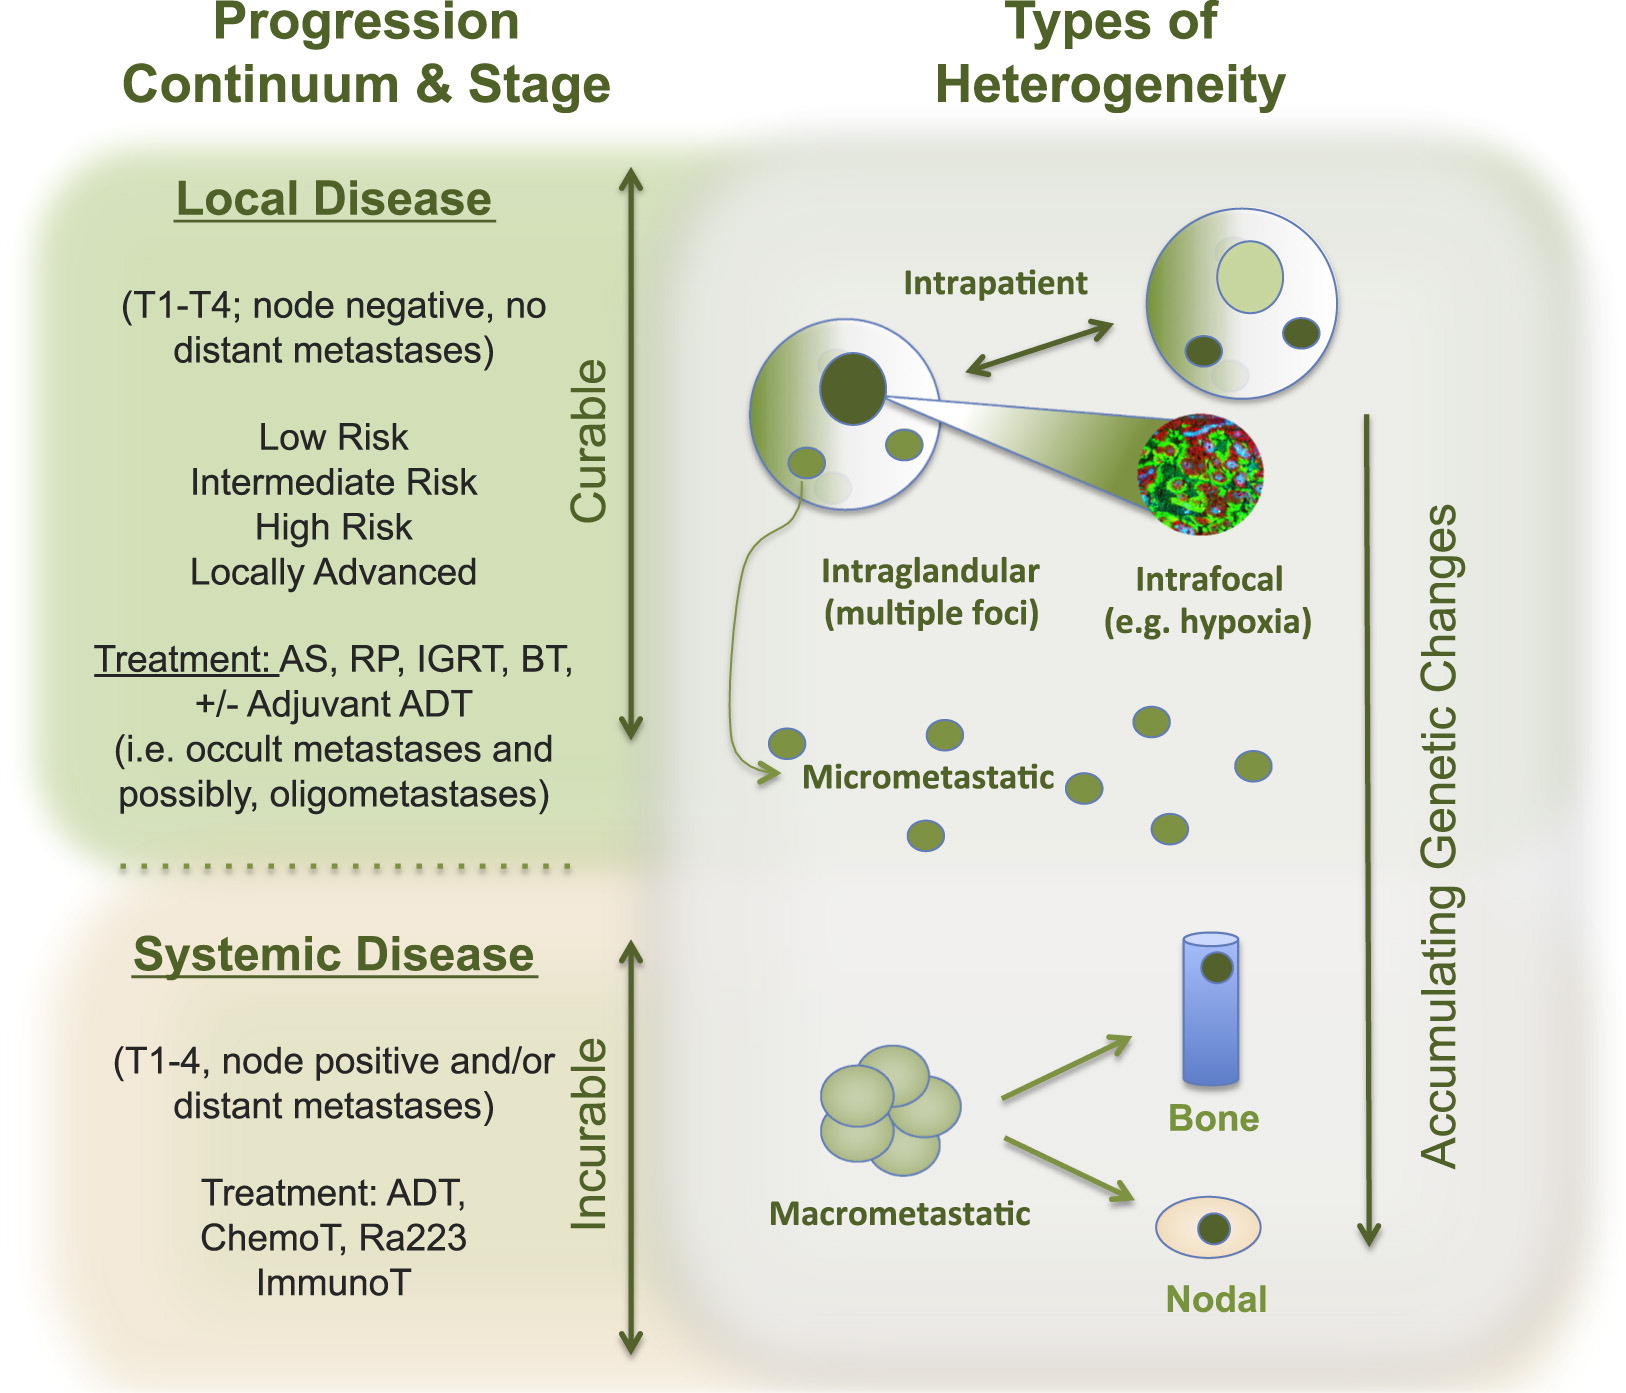 Progression
Continuum & Stage
Types of
Heterogeneity
Local Disease
(T1-T4; node negative, no
distant metastases)
Low Risk
Intermediate Risk
High Risk
Locally Advanced
Treatment: AS, RP, IGRT, BT,
+/- Adjuvant ADT
(i.e. occult metastases and
possibly, oligometastases)
Curable
Systemic Disease
(T1-4, node positive and/or
distant metastases)
Treatment: ADT,
ChemoT, Ra223
ImmunoT
Incurable
Intrapatient
Intraglandular
(multiple foci)
Intrafocal
(e.g. hypoxia)
Micrometastatic
Macrometastatic
Bone
Nodal
Accumulating Genetic Changes